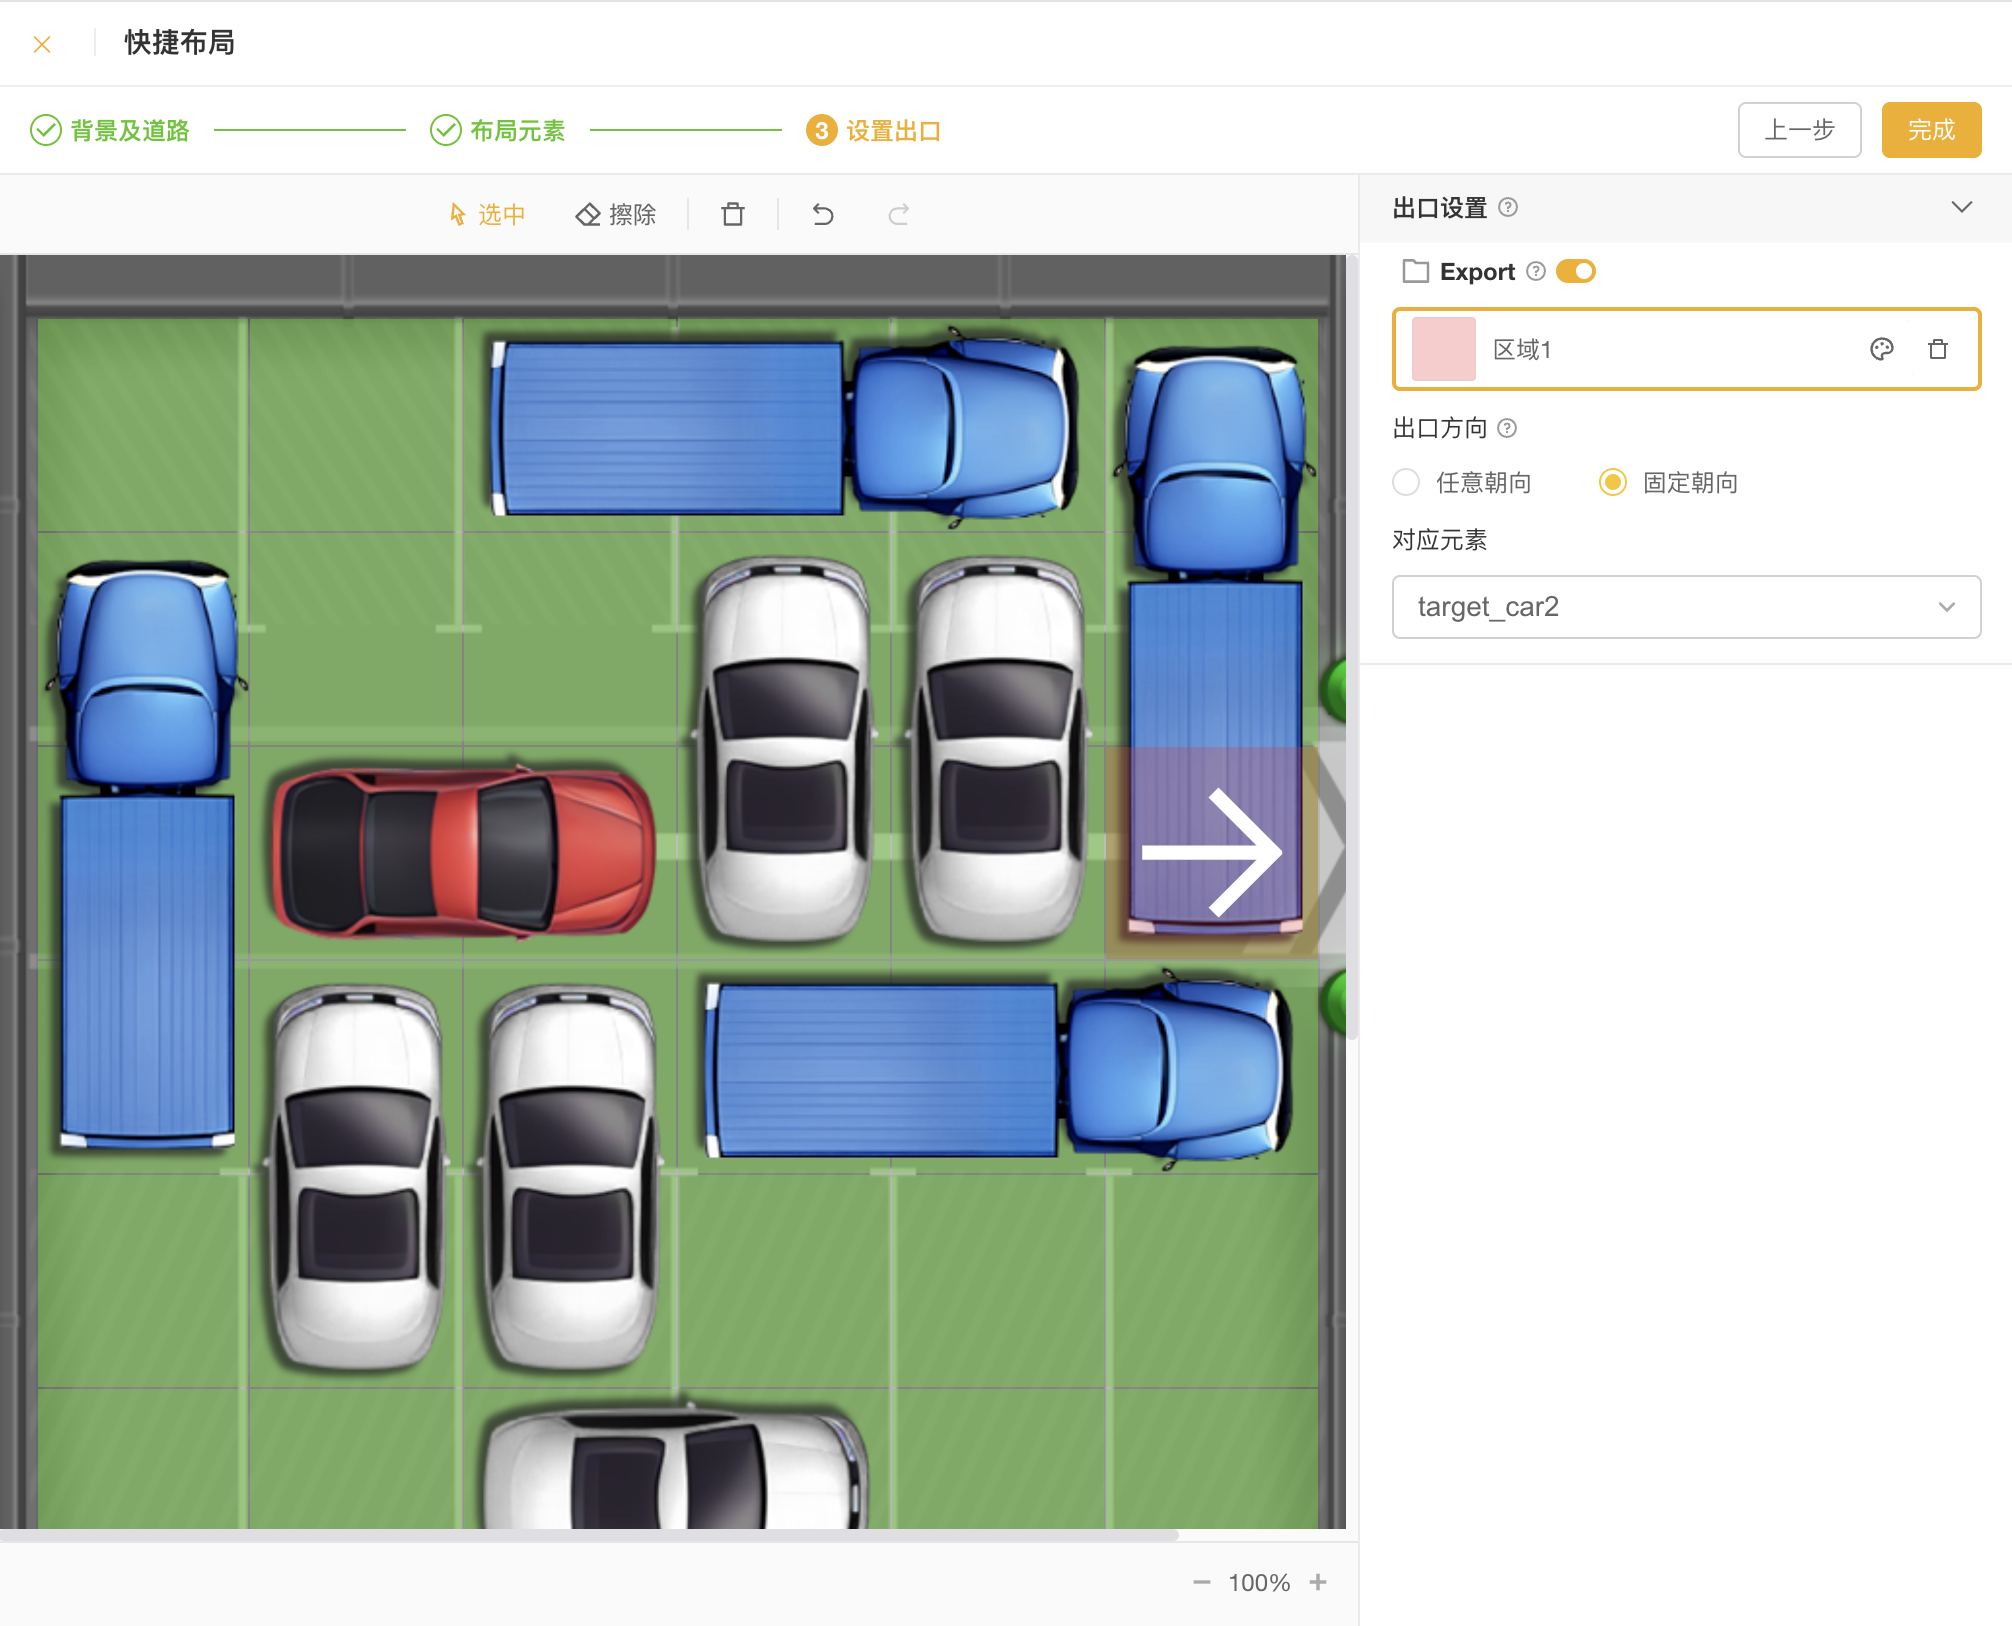 快捷布局
背景及道路
布局元素
3 设置出口
上一步
完成
选中
擦除
出口设置
Export
区域1
出口方向
任意朝向
固定朝向
对应元素
target_car2
100%